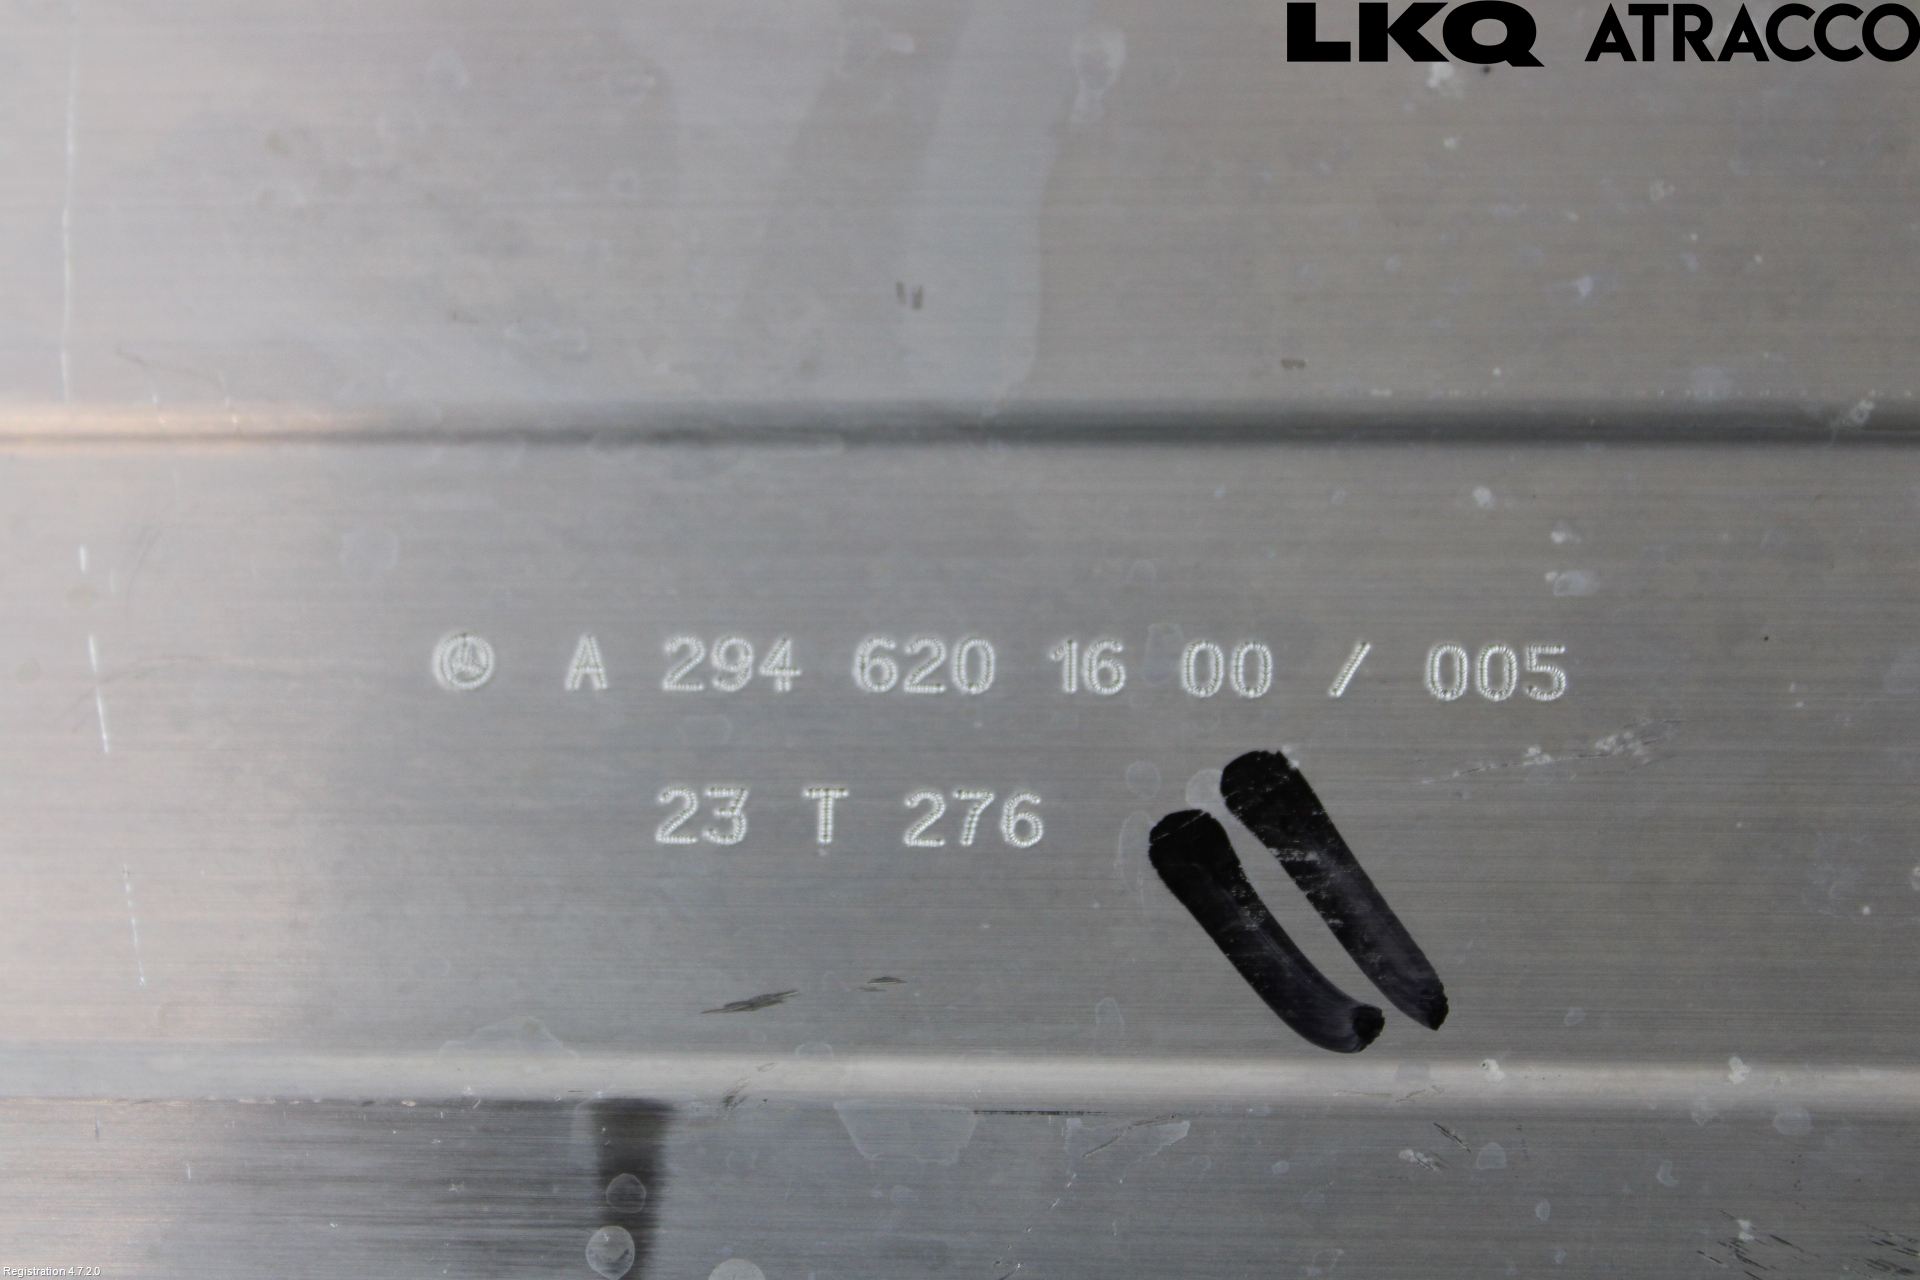 LKQ ATRACCO
A 294 620 16 00 / 005
23 T 276
Registration 4.7.2.0